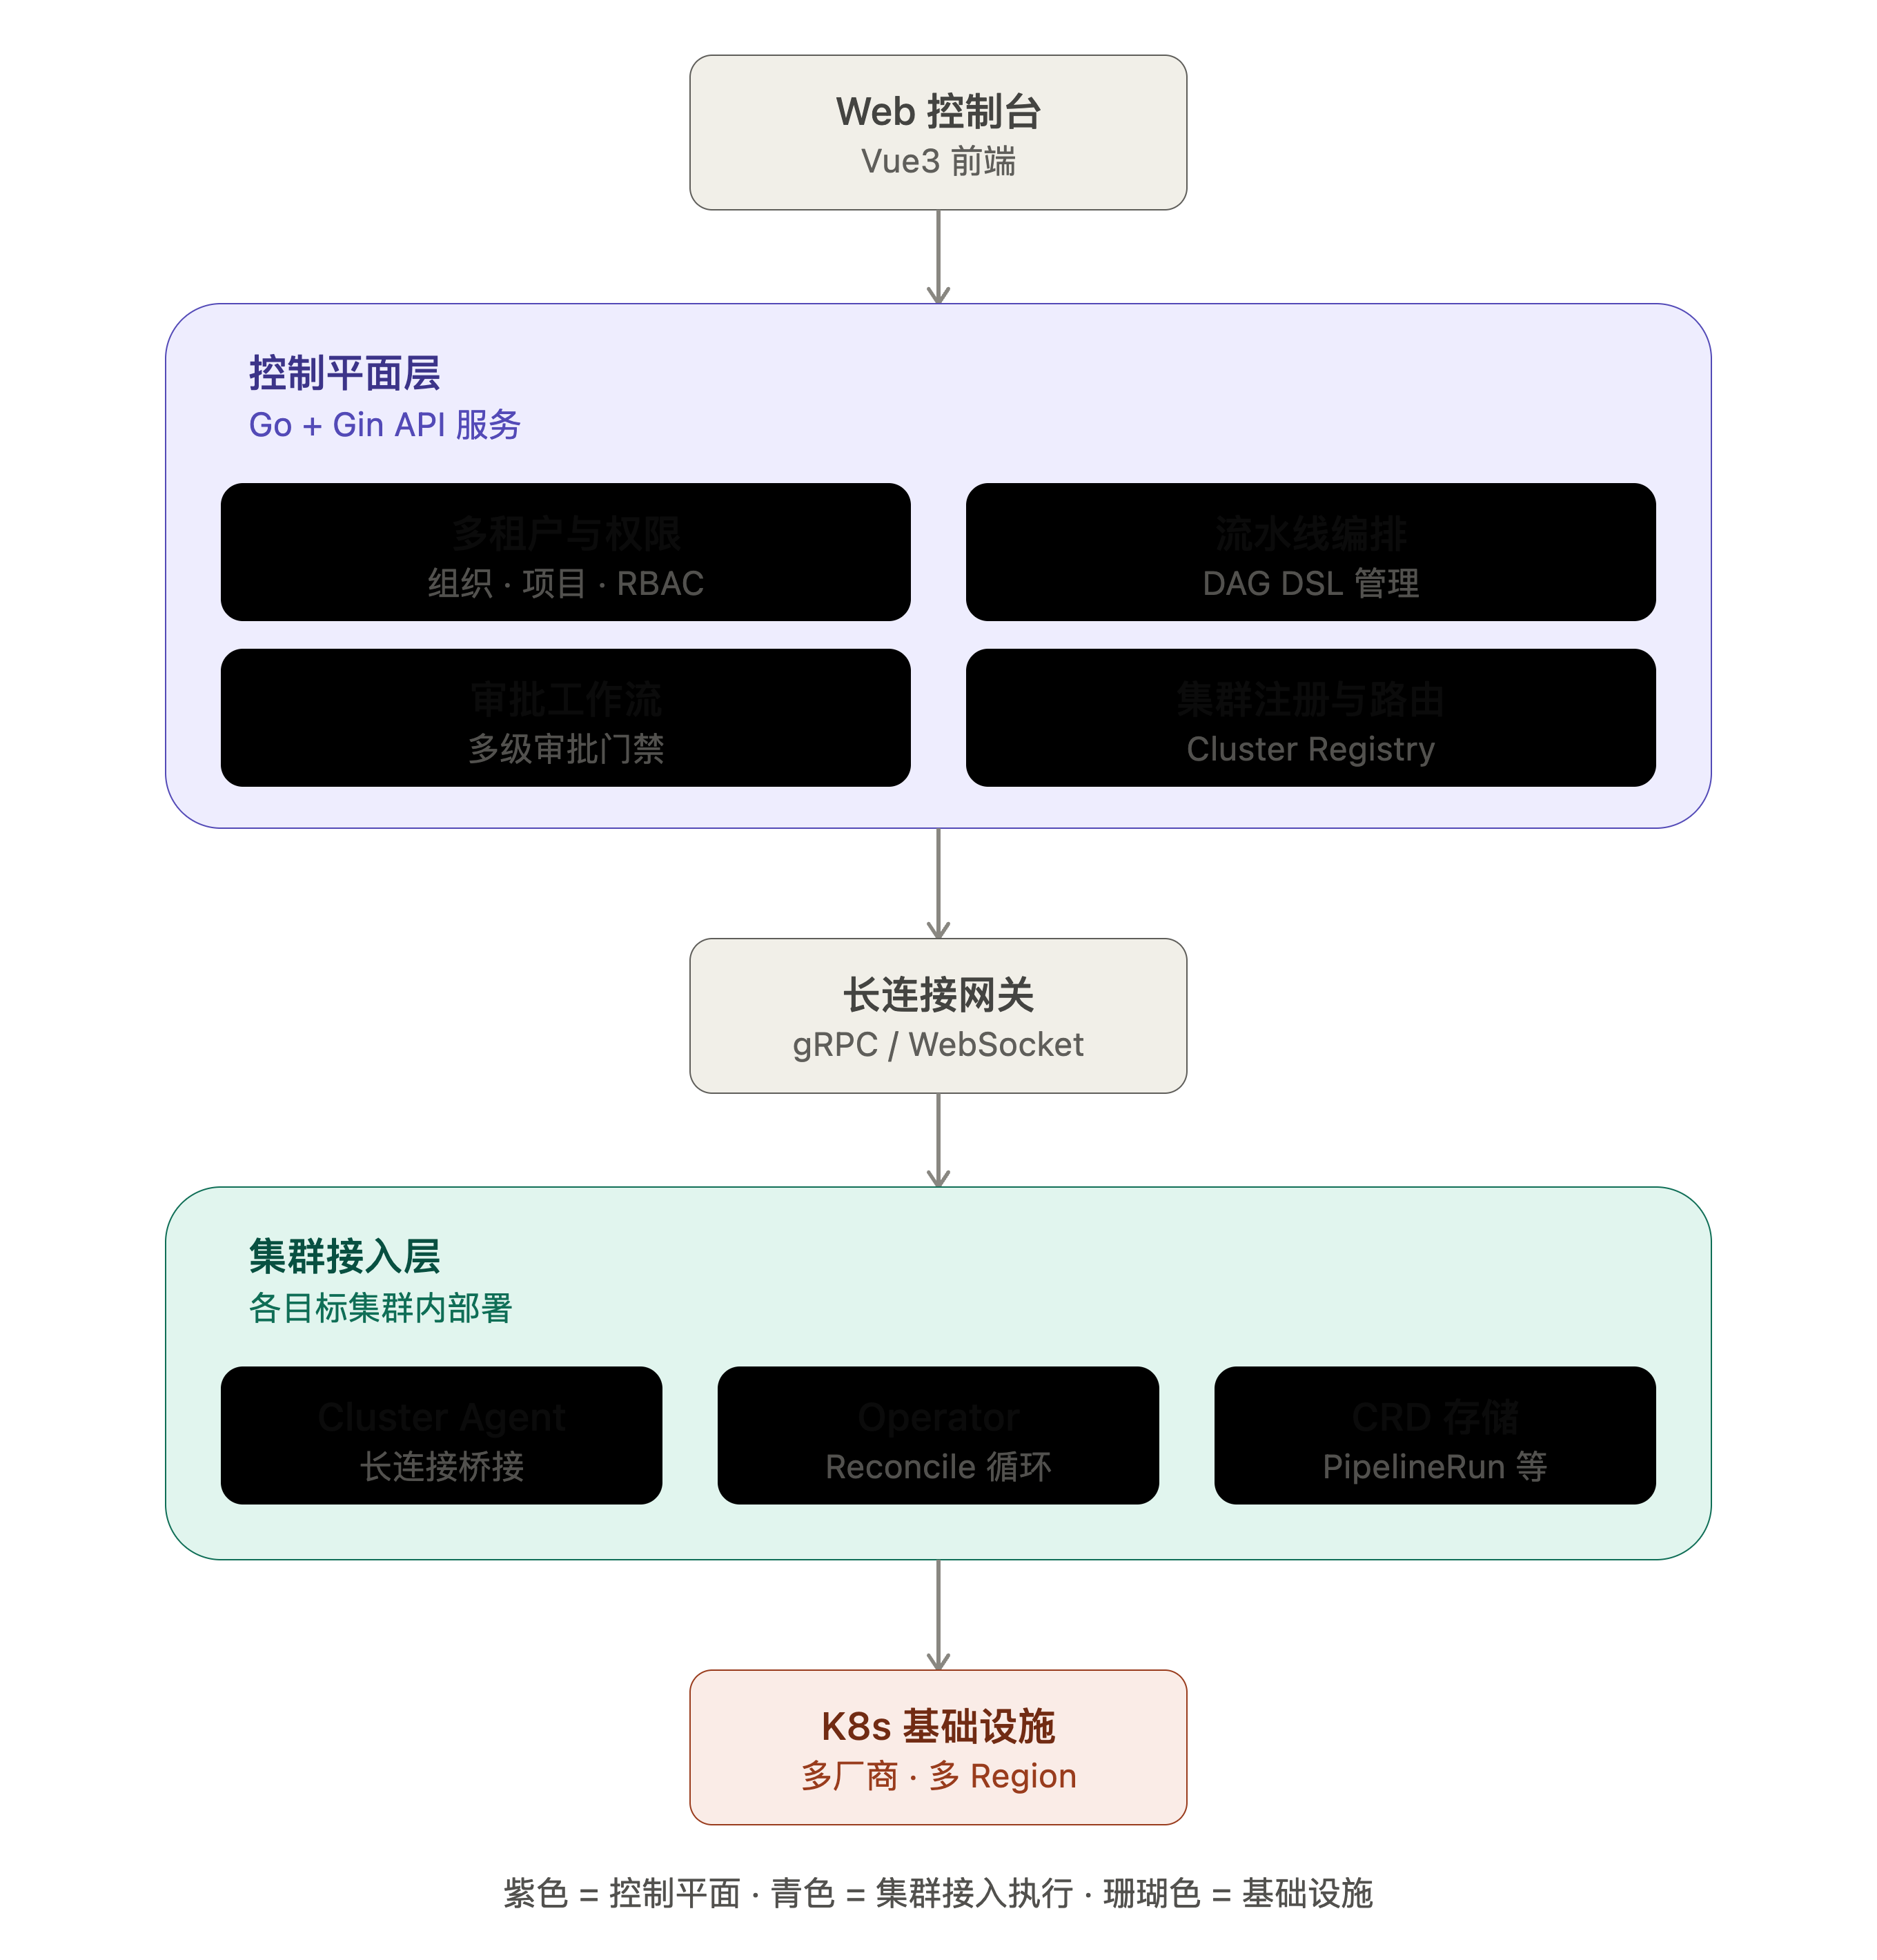 Web 控制台
Vue3 前端
控制平面层
Go + Gin API 服务
多租户与权限
组织 · 项目 · RBAC
流水线编排
DAG DSL 管理
审批工作流
多级审批门禁
集群注册与路由
Cluster Registry
长连接网关
gRPC / WebSocket
集群接入层
各目标集群内部署
Cluster Agent
长连接桥接
Operator
Reconcile 循环
CRD 存储
PipelineRun 等
K8s 基础设施
多厂商 · 多 Region
紫色 = 控制平面 · 青色 = 集群接入执行 · 珊瑚色 = 基础设施